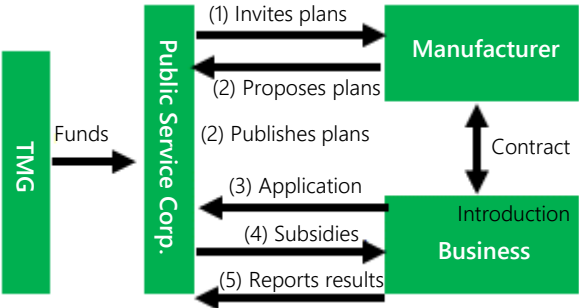 (1) Invites plans
Manufacturer
(2) Proposes plans
Public Service Corp.
TMG
Funds
(2) Publishes plans
Contract
(3) Application
Introduction
(4) Subsidies
Business
(5) Reports results